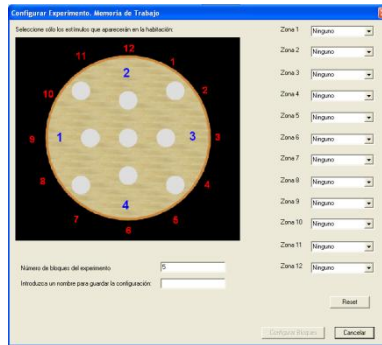 Configurar Experimento. Memoria de Trabajo
Seleccione sólo los estímulos que aparecerán en la habitación:
12
11 1
10 2 2
9 1 3 3
8 4
4
7 5
6
Número de bloques del experimento 5
Introduzca un nombre para guardar la configuración:
Zona 1 Ninguno
Zona 2 Ninguno
Zona 3 Ninguno
Zona 4 Ninguno
Zona 5 Ninguno
Zona 6 Ninguno
Zona 7 Ninguno
Zona 8 Ninguno
Zona 9 Ninguno
Zona 10 Ninguno
Zona 11 Ninguno
Zona 12 Ninguno
Reset
Configurar Bloques Cancelar